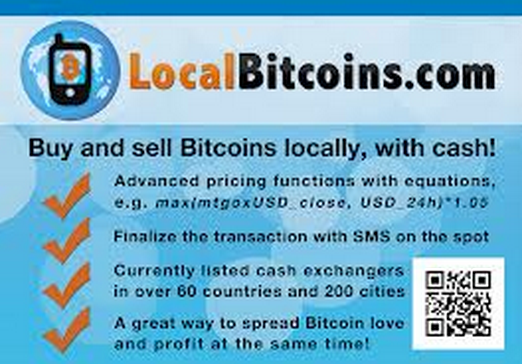 LocalBitcoins.com
Buy and sell Bitcoins locally, with cash!
Advanced pricing functions with equations,
e.g. max(mtgoxUSD_close, USD_24h)*1.05
Finalize the transaction with SMS on the spot
Currently listed cash exchangers
in over 60 countries and 200 cities
A great way to spread Bitcoin love
and profit at the same time!